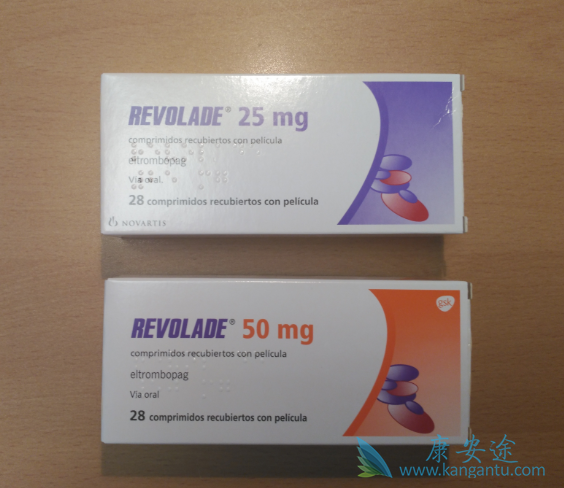 REVOLADE® 25 mg
comprimidos recubiertos con película
eltrombopag
Vía oral.
28 comprimidos recubiertos con película
NOVARTIS
gsk
REVOLADE® 50 mg
comprimidos recubiertos con película
eltrombopag
Vía oral
28 comprimidos recubiertos con película
康安途
www.kangantu.com